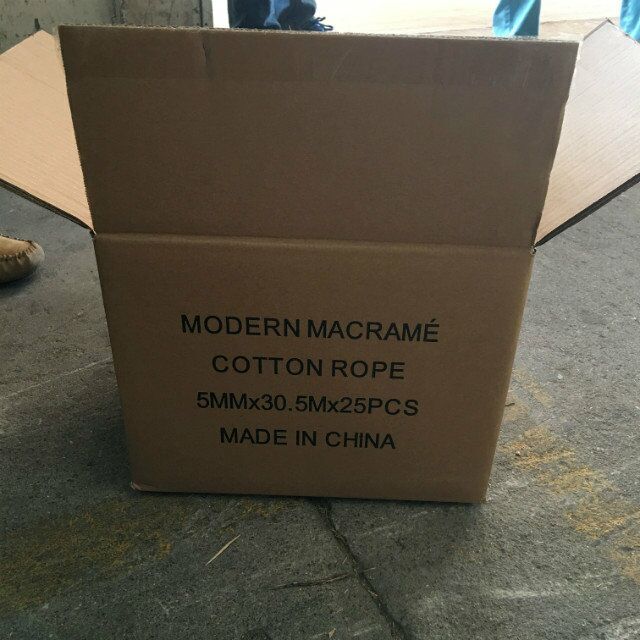 MODERN MACRAMÉ
COTTON ROPE
5MMx30.5Mx25PCS
MADE IN CHINA